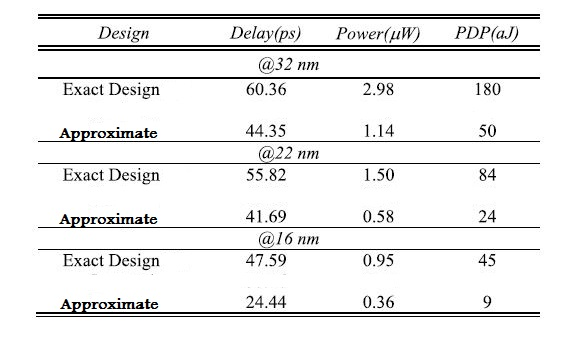 Design Delay(ps) Power(μW) PDP(aJ)
@32 nm
Exact Design 60.36 2.98 180
Approximate 44.35 1.14 50
@22 nm
Exact Design 55.82 1.50 84
Approximate 41.69 0.58 24
@16 nm
Exact Design 47.59 0.95 45
Approximate 24.44 0.36 9